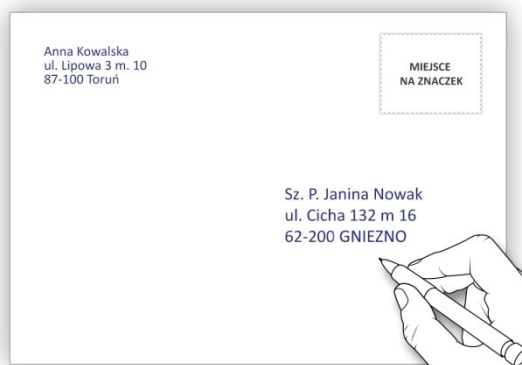 Anna Kowalska
ul. Lipowa 3 m. 10
87-100 Toruń
MIEJSCE
NA ZNACZEK
Sz. P. Janina Nowak
ul. Cicha 132 m 16
62-200 GNIEZNO